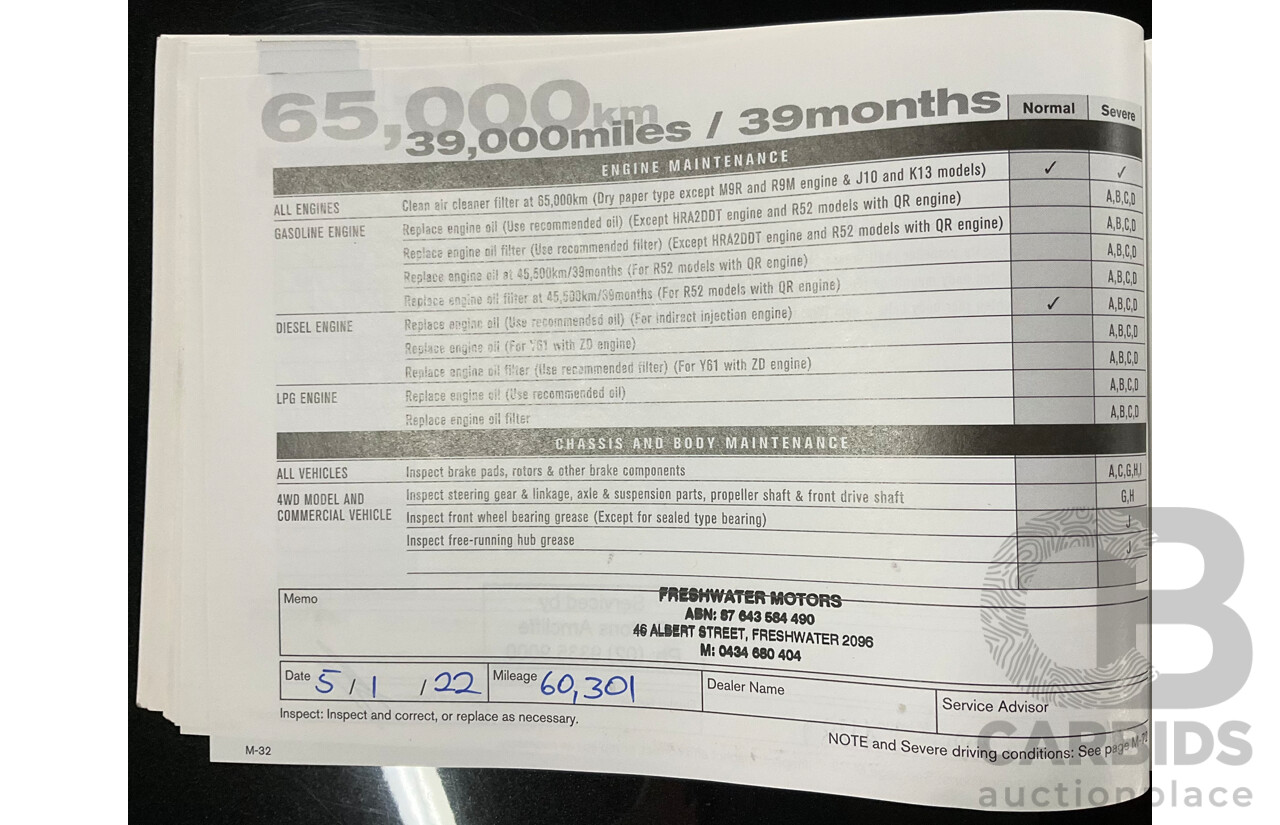 65,000km
39,000miles / 39months
Normal
Severe
ENGINE MAINTENANCE
ALL ENGINES Clean air cleaner filter at 65,000km (Dry paper type except M9R and R9M engine & J10 and K13 models) ✓ ✓
GASOLINE ENGINE Replace engine oil (Use recommended oil) (Except HRA2DDT engine and R52 models with QR engine) A,B,C,D
Replace engine oil filter (Use recommended filter) (Except HRA2DDT engine and R52 models with QR engine) A,B,C,D
Replace engine oil at 45,500km/39months (For R52 models with QR engine) A,B,C,D
Replace engine oil filter at 45,500km/39months (For R52 models with QR engine) A,B,C,D
DIESEL ENGINE Replace engine oil (Use recommended oil) (For indirect injection engine) ✓ A,B,C,D
Replace engine oil (For Y61 with ZD engine) A,B,C,D
Replace engine oil filter (Use recommended filter) (For Y61 with ZD engine) A,B,C,D
LPG ENGINE Replace engine oil (Use recommended oil) A,B,C,D
Replace engine oil filter A,B,C,D
CHASSIS AND BODY MAINTENANCE
ALL VEHICLES Inspect brake pads, rotors & other brake components A,C,G,H,I
4WD MODEL AND Inspect steering gear & linkage, axle & suspension parts, propeller shaft & front drive shaft G,H
COMMERCIAL VEHICLE Inspect front wheel bearing grease (Except for sealed type bearing) J
Inspect free-running hub grease J
Memo
FRESHWATER MOTORS
ABN: 87 643 584 490
46 ALBERT STREET, FRESHWATER 2096
M: 0434 680 404
Date 5 / 1 / 22 Mileage 60,301 Dealer Name Service Advisor
Inspect: Inspect and correct, or replace as necessary.
NOTE and Severe driving conditions: See page
M-32
CARBIDS
auctionplace